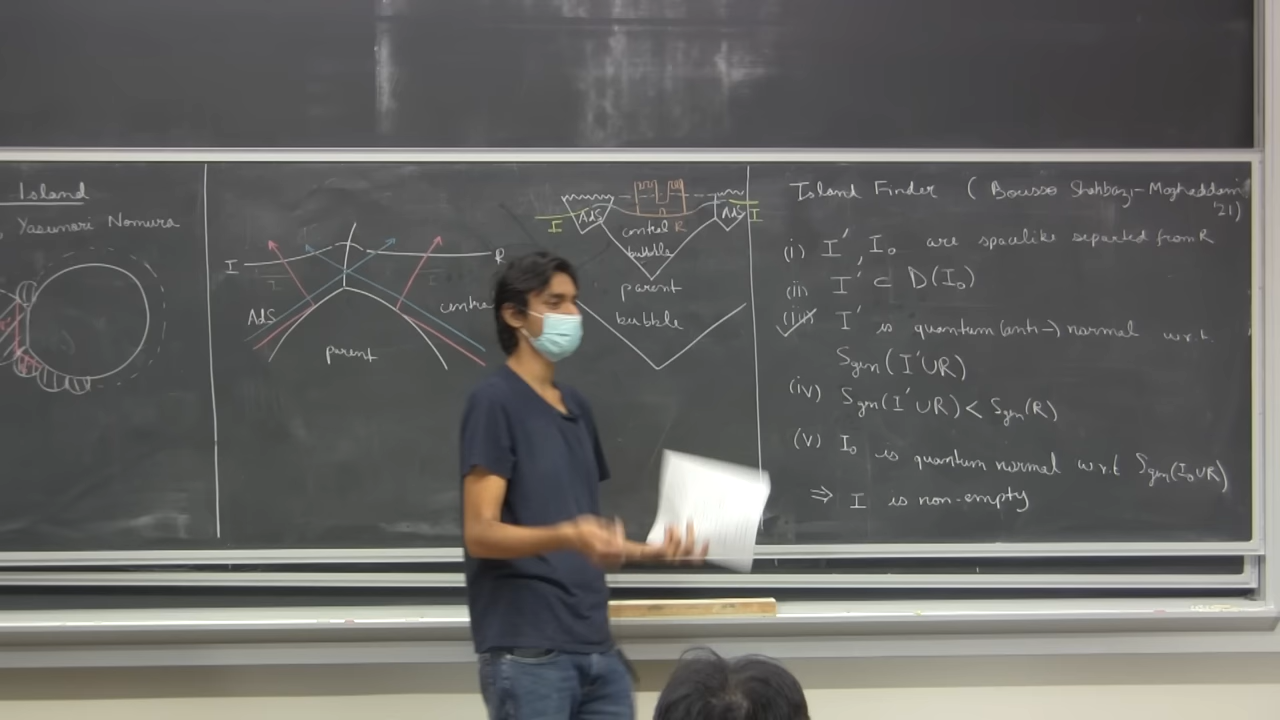 Island
, Yasunori Nomura
I
R
AdS
parent
I
AdS
AdS
I
central R
bubble
parent
bubble
Island Finder (Bousso Shahbazi-Moghaddam
'21)
(i) I', I₀ are spacelike separated from R
(ii) I' ⊂ D(I₀)
(iii) I' is quantum (anti-) normal w.r.t.
Sgen(I'∪R)
(iv) Sgen(I'∪R) < Sgen(R)
(v) I₀ is quantum normal w.r.t Sgen(I₀∪R)
⇒ I is non-empty